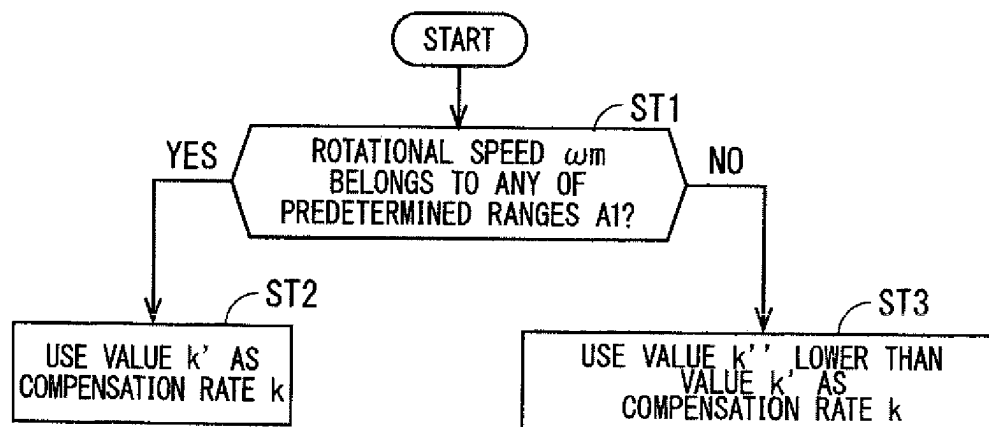 START
ST1
YES
ROTATIONAL SPEED ωm
BELONGS TO ANY OF
PREDETERMINED RANGES A1?
NO
ST2
USE VALUE k' AS
COMPENSATION RATE k
ST3
USE VALUE k'' LOWER THAN
VALUE k' AS
COMPENSATION RATE k